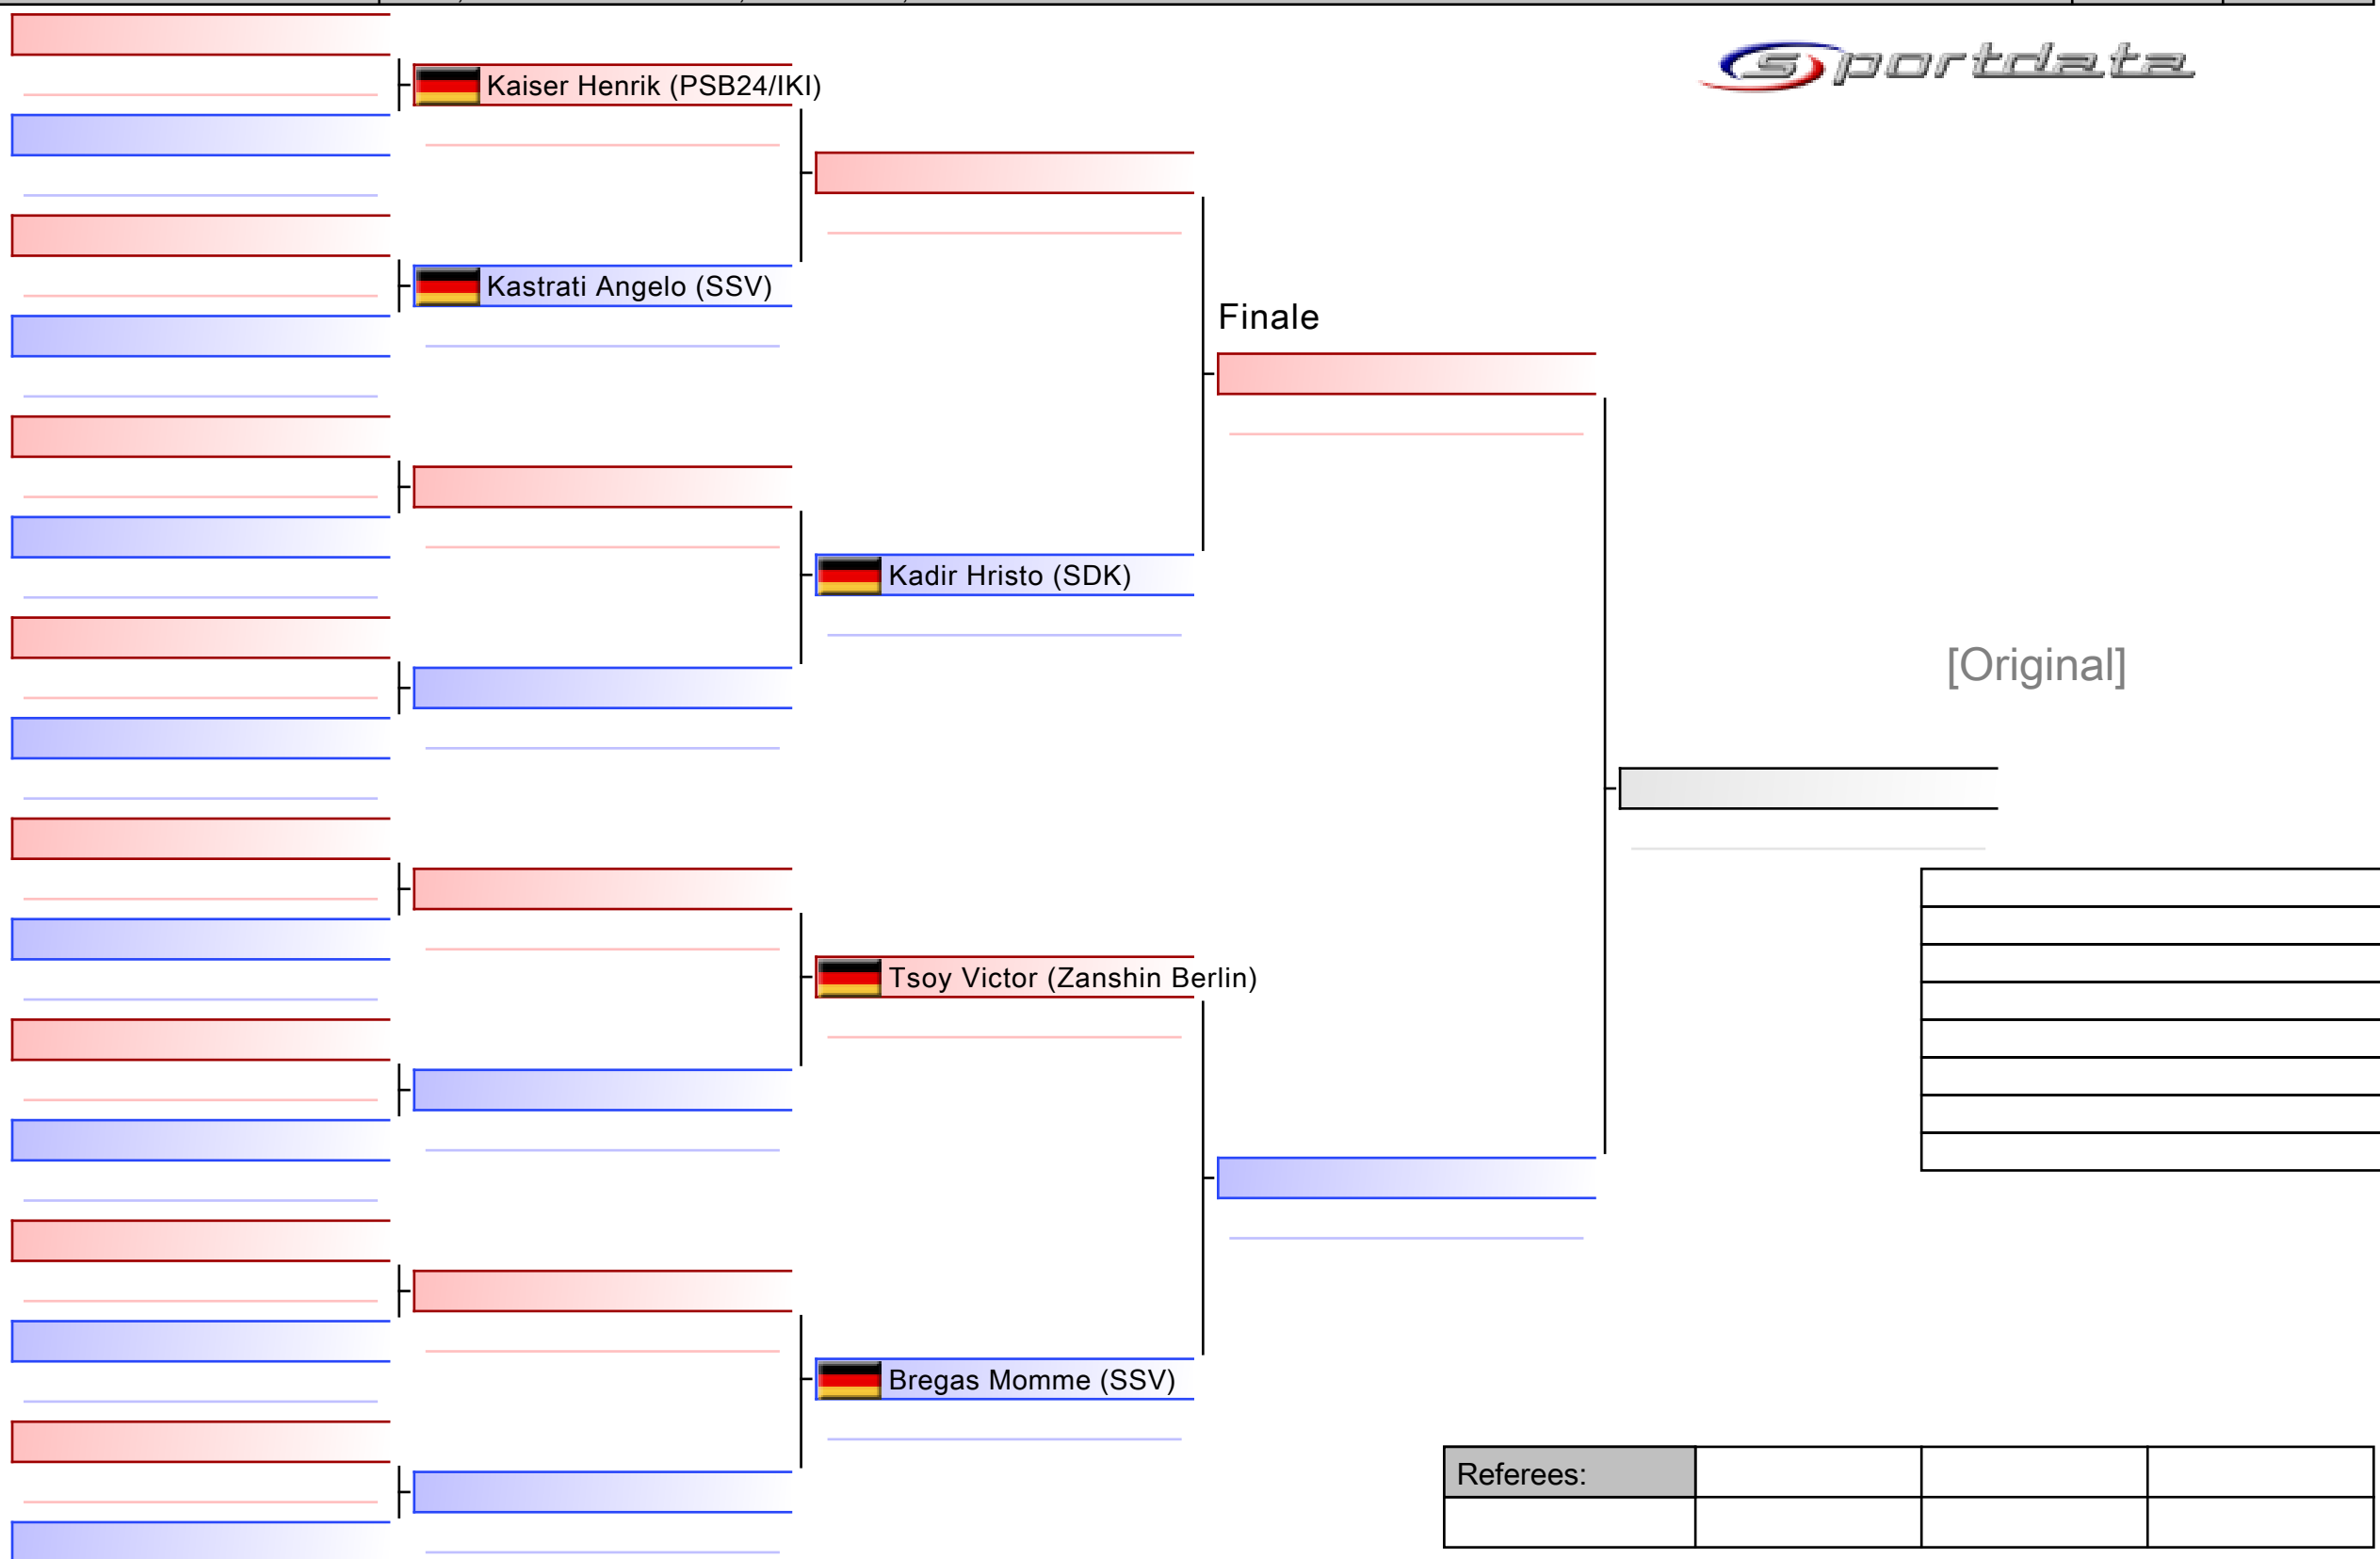 sportdata
Kaiser Henrik (PSB24/IKI)
Kastrati Angelo (SSV)
Finale
Kadir Hristo (SDK)
[Original]
Tsoy Victor (Zanshin Berlin)
Bregas Momme (SSV)
Referees: